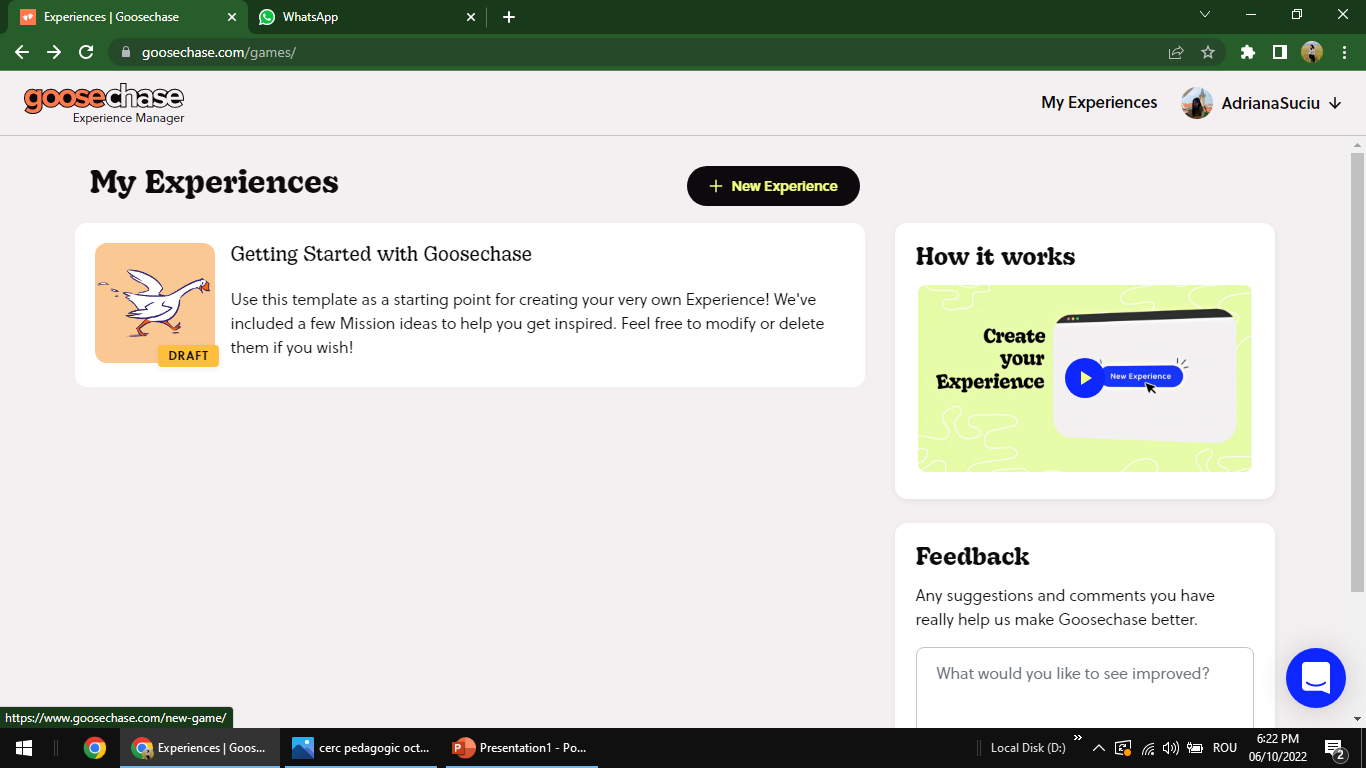 Experiences | Goosechase
WhatsApp
goosechase.com/games/
goosechase
Experience Manager
My Experiences
AdrianaSuciu
My Experiences
New Experience
Getting Started with Goosechase
Use this template as a starting point for creating your very own Experience! We've
included a few Mission ideas to help you get inspired. Feel free to modify or delete
them if you wish!
DRAFT
How it works
Create
your
Experience
New Experience
Feedback
Any suggestions and comments you have
really help us make Goosechase better.
What would you like to see improved?
https://www.goosechase.com/new-game/
Experiences | Goos...
cerc pedagogic oct...
Presentation1 - Po...
Local Disk (D:)
ROU
6:22 PM
06/10/2022
2